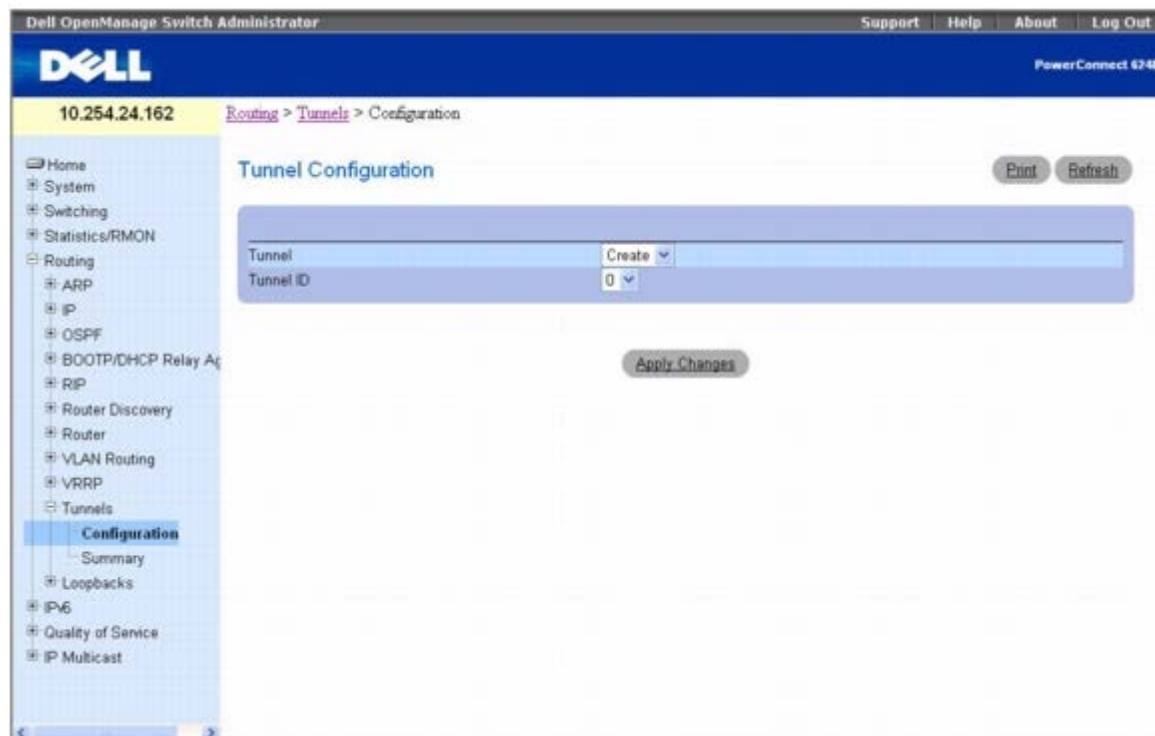 Dell OpenManage Switch Administrator
Support Help About Log Out
DELL
PowerConnect 6248
10.254.24.162
Routing > Tunnels > Configuration
Home
System
Switching
Statistics/RMON
Routing
ARP
IP
OSPF
BOOTP/DHCP Relay Ag
RIP
Router Discovery
Router
VLAN Routing
VRRP
Tunnels
Configuration
Summary
Loopbacks
IPv6
Quality of Service
IP Multicast
Tunnel Configuration
Print Refresh
Tunnel Create
Tunnel ID 0
Apply Changes